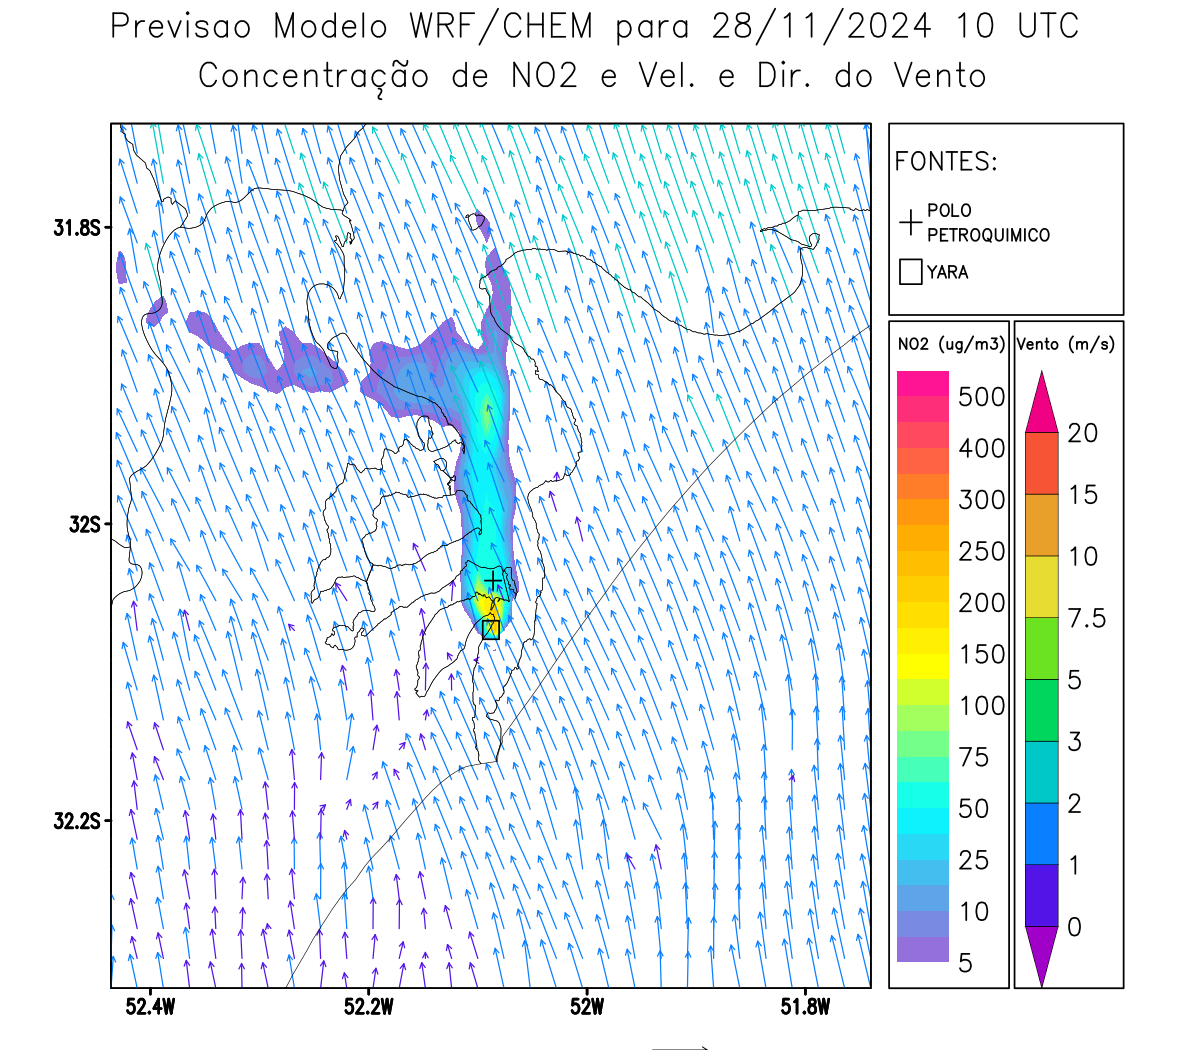 Previsao Modelo WRF/CHEM para 28/11/2024 10 UTC
Concentração de NO2 e Vel. e Dir. do Vento
FONTES:
POLO
PETROQUIMICO
YARA
NO2 (ug/m3)
500
400
300
250
200
150
100
75
50
25
10
5
Vento (m/s)
20
15
10
7.5
5
3
2
1
0
31.8S
32S
32.2S
52.4W
52.2W
52W
51.8W